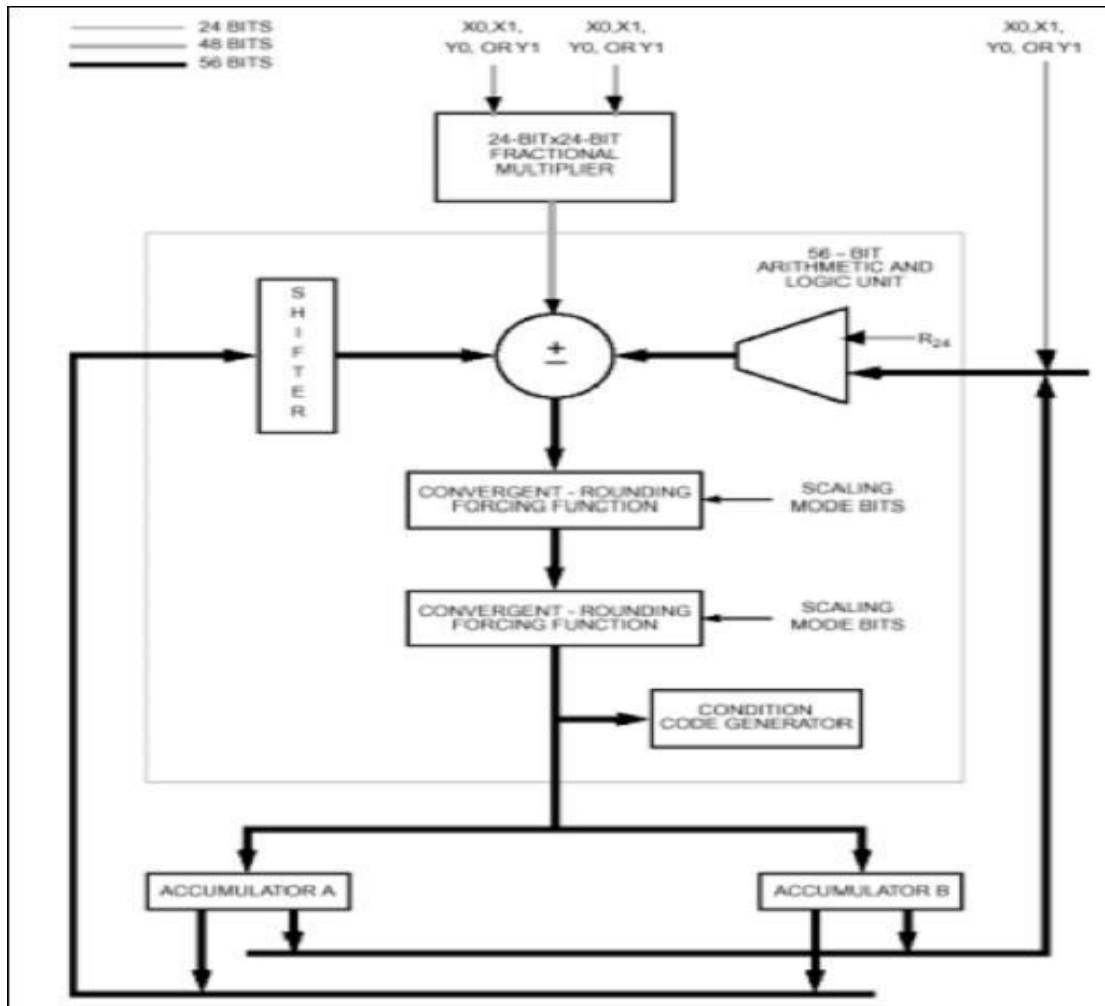 24 BITS
48 BITS
56 BITS
X0,X1,
Y0, OR Y1
X0,X1,
Y0, OR Y1
X0,X1,
Y0, OR Y1
24-BITx24-BIT
FRACTIONAL
MULTIPLIER
56 – BIT
ARITHMETIC AND
LOGIC UNIT
S
H
I
F
T
E
R
+
–
R24
CONVERGENT - ROUNDING
FORCING FUNCTION
SCALING
MODE BITS
CONVERGENT - ROUNDING
FORCING FUNCTION
SCALING
MODE BITS
CONDITION
CODE GENERATOIR
ACCUMULATOR A
ACCUMULATOR B